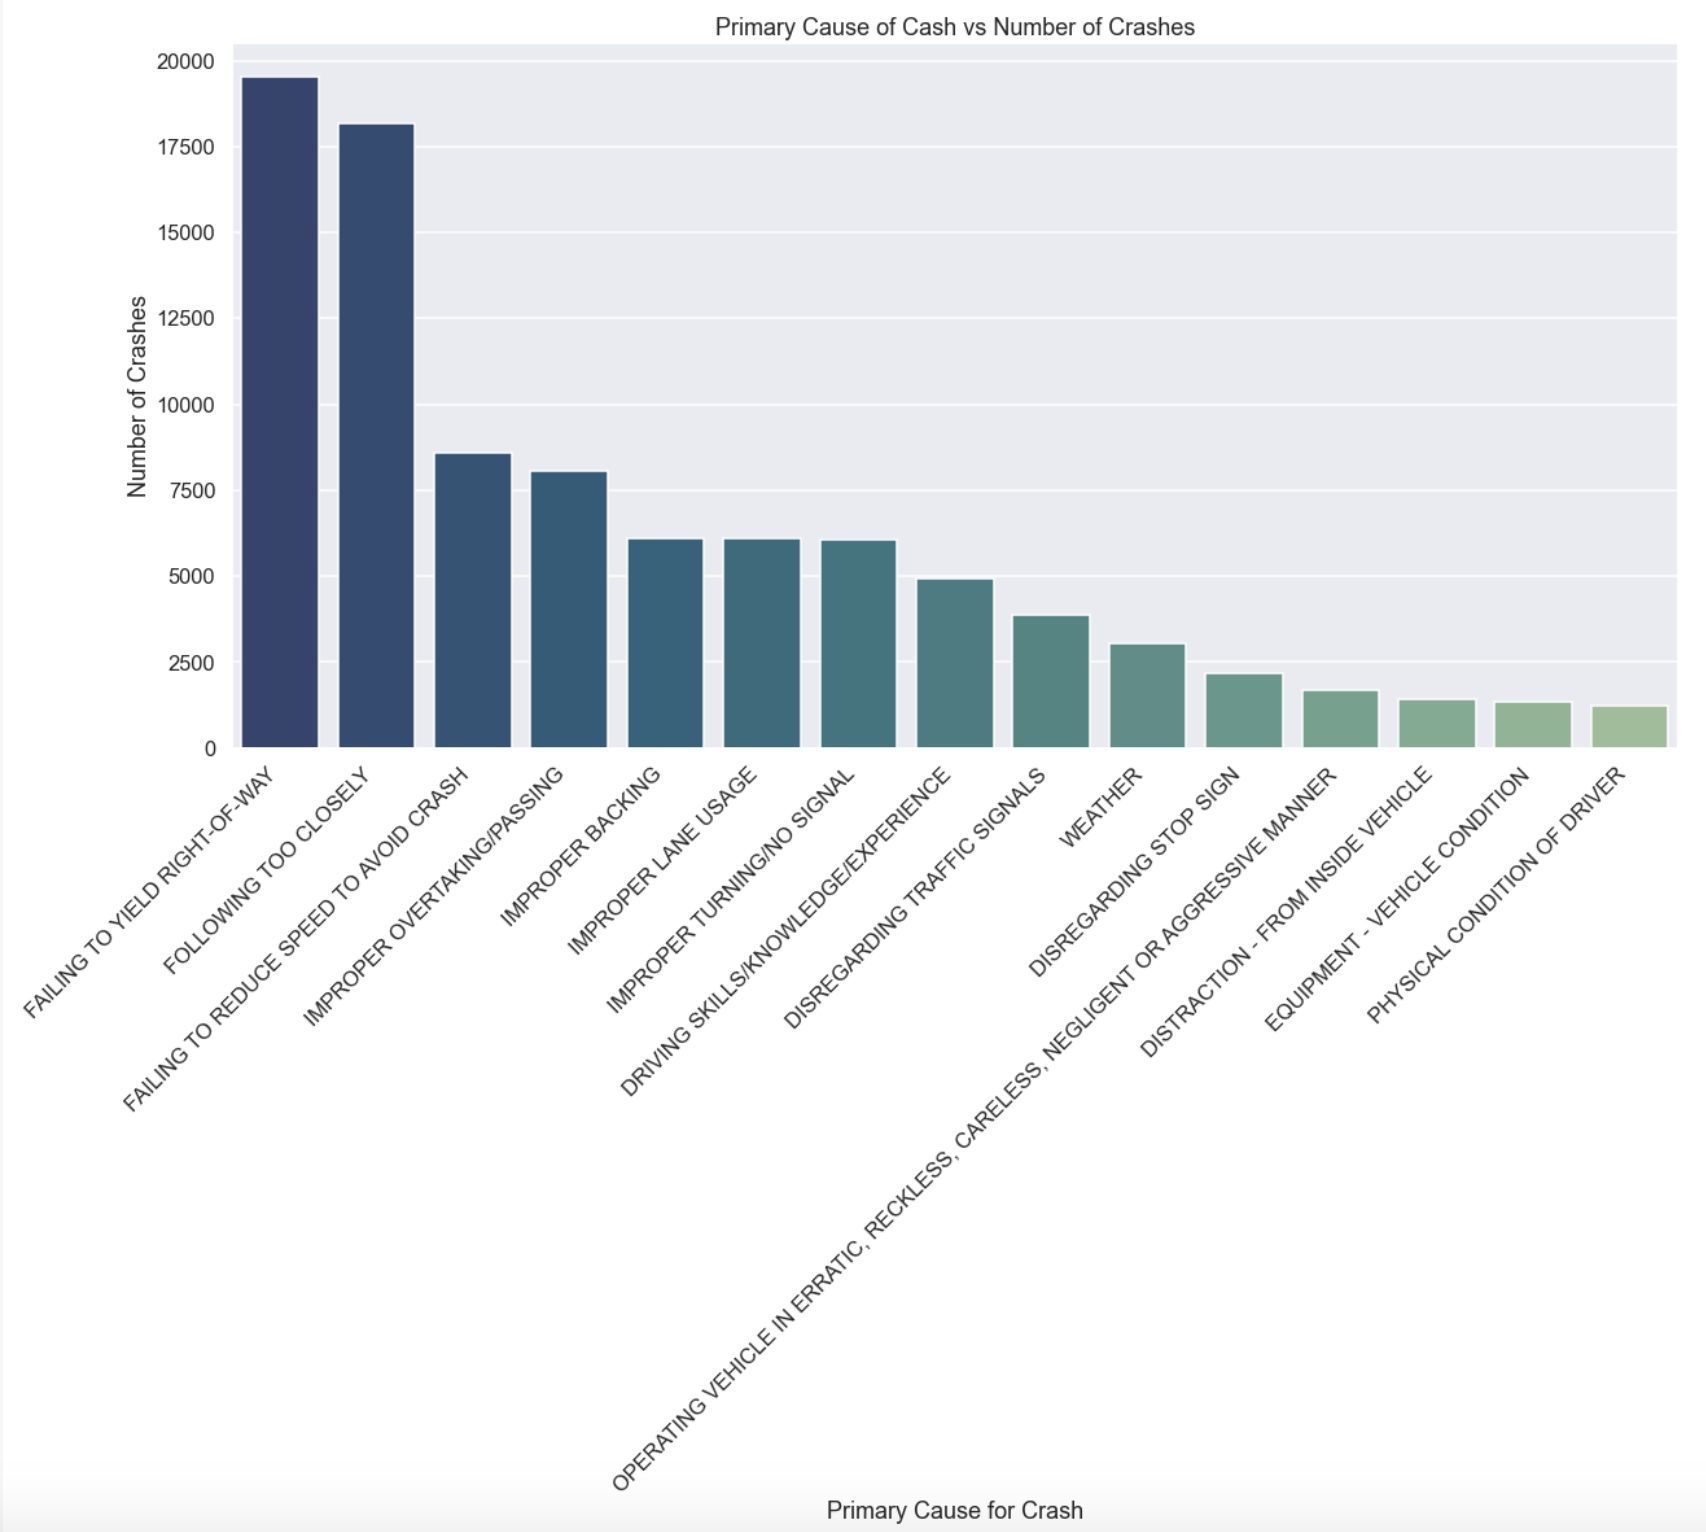 Primary Cause of Cash vs Number of Crashes
20000
17500
15000
12500
10000
7500
5000
2500
0
Number of Crashes
FAILING TO YIELD RIGHT-OF-WAY
FOLLOWING TOO CLOSELY
FAILING TO REDUCE SPEED TO AVOID CRASH
IMPROPER OVERTAKING/PASSING
IMPROPER BACKING
IMPROPER LANE USAGE
IMPROPER TURNING/NO SIGNAL
DRIVING SKILLS/KNOWLEDGE/EXPERIENCE
DISREGARDING TRAFFIC SIGNALS
WEATHER
DISREGARDING STOP SIGN
OPERATING VEHICLE IN ERRATIC, RECKLESS, CARELESS, NEGLIGENT OR AGGRESSIVE MANNER
DISTRACTION - FROM INSIDE VEHICLE
EQUIPMENT - VEHICLE CONDITION
PHYSICAL CONDITION OF DRIVER
Primary Cause for Crash